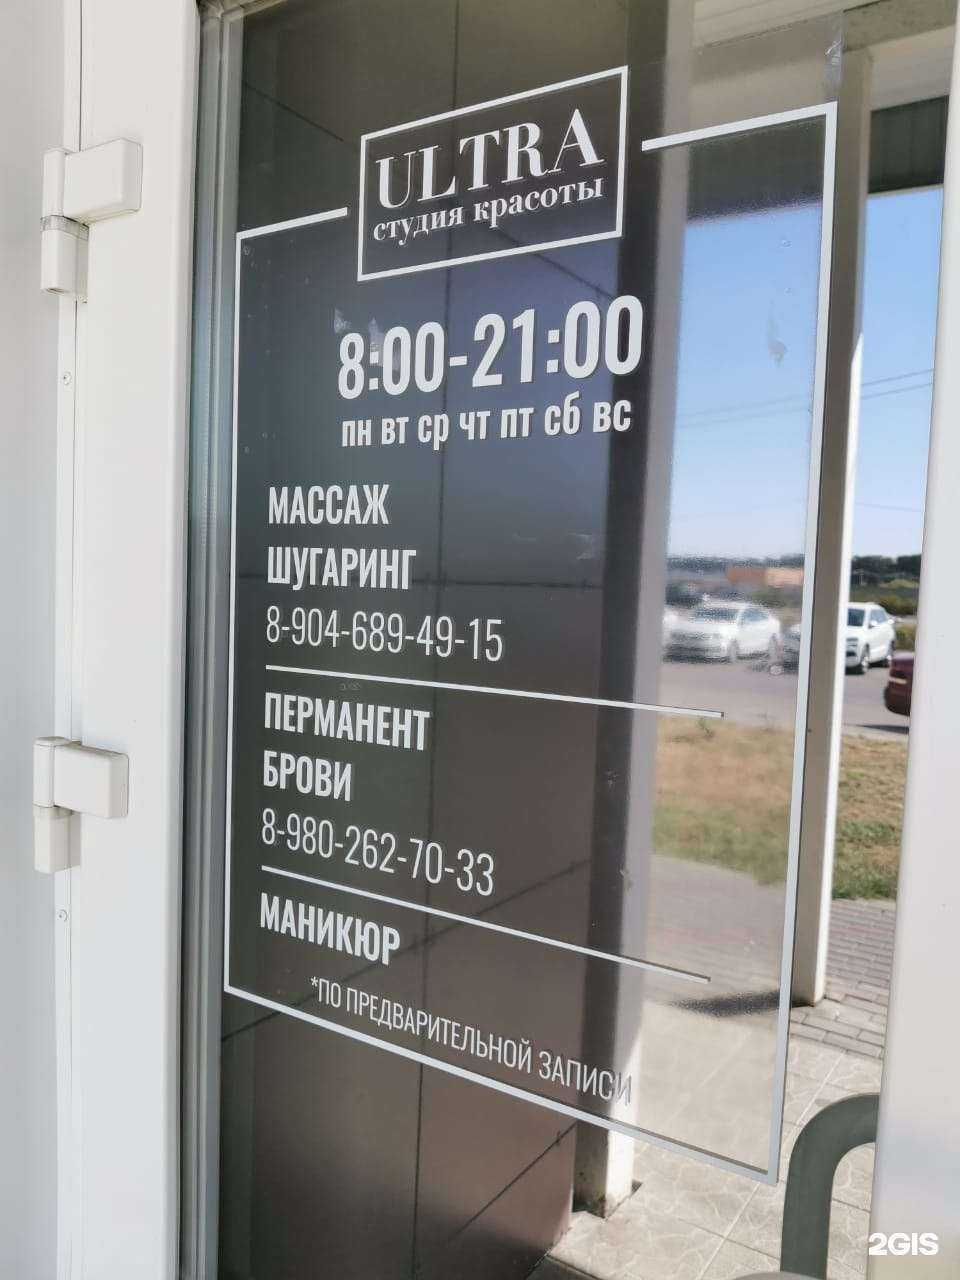 ULTRA
студия красоты
8:00-21:00
пн вт ср чт пт сб вс
МАССАЖ
ШУГАРИНГ
8-904-689-49-15
ПЕРМАНЕНТ
БРОВИ
8-980-262-70-33
МАНИКЮР
*ПО ПРЕДВАРИТЕЛЬНОЙ ЗАПИСИ
2GIS